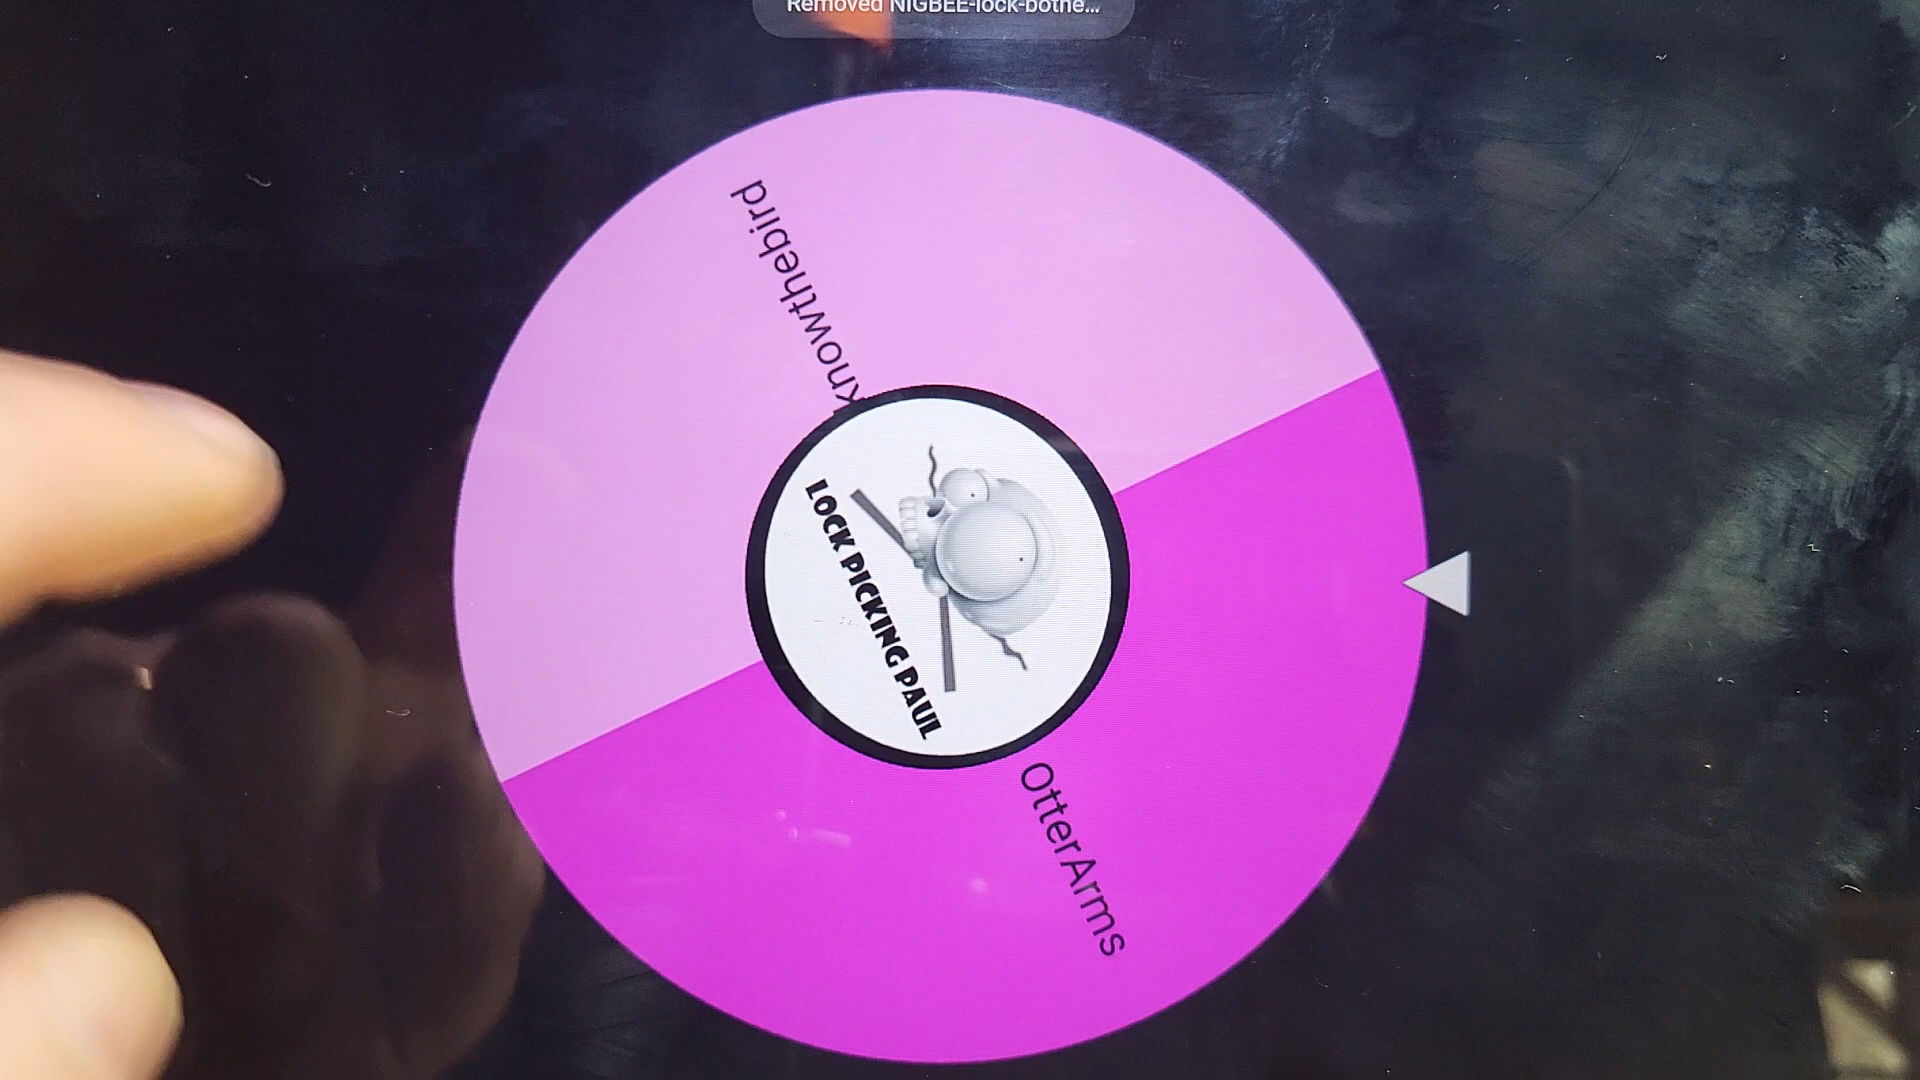 Removed NIGBEE-lock-bothe...
Knowthebird
LOCK PICKING PAUL
OtterArms